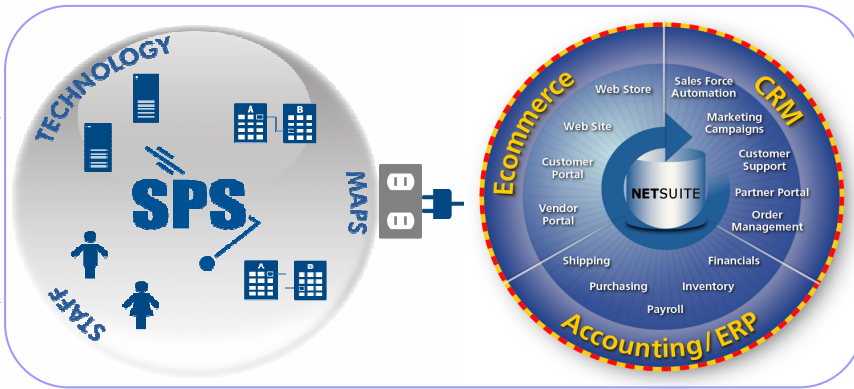 TECHNOLOGY
A
B
SPS
MAPS
STAFF
A
B
Ecommerce
CRM
Accounting/ERP
Web Store
Web Site
Customer
Portal
Vendor
Portal
Sales Force
Automation
Marketing
Campaigns
Customer
Support
Partner Portal
Order
Management
NETSUITE
Shipping
Purchasing
Payroll
Inventory
Financials